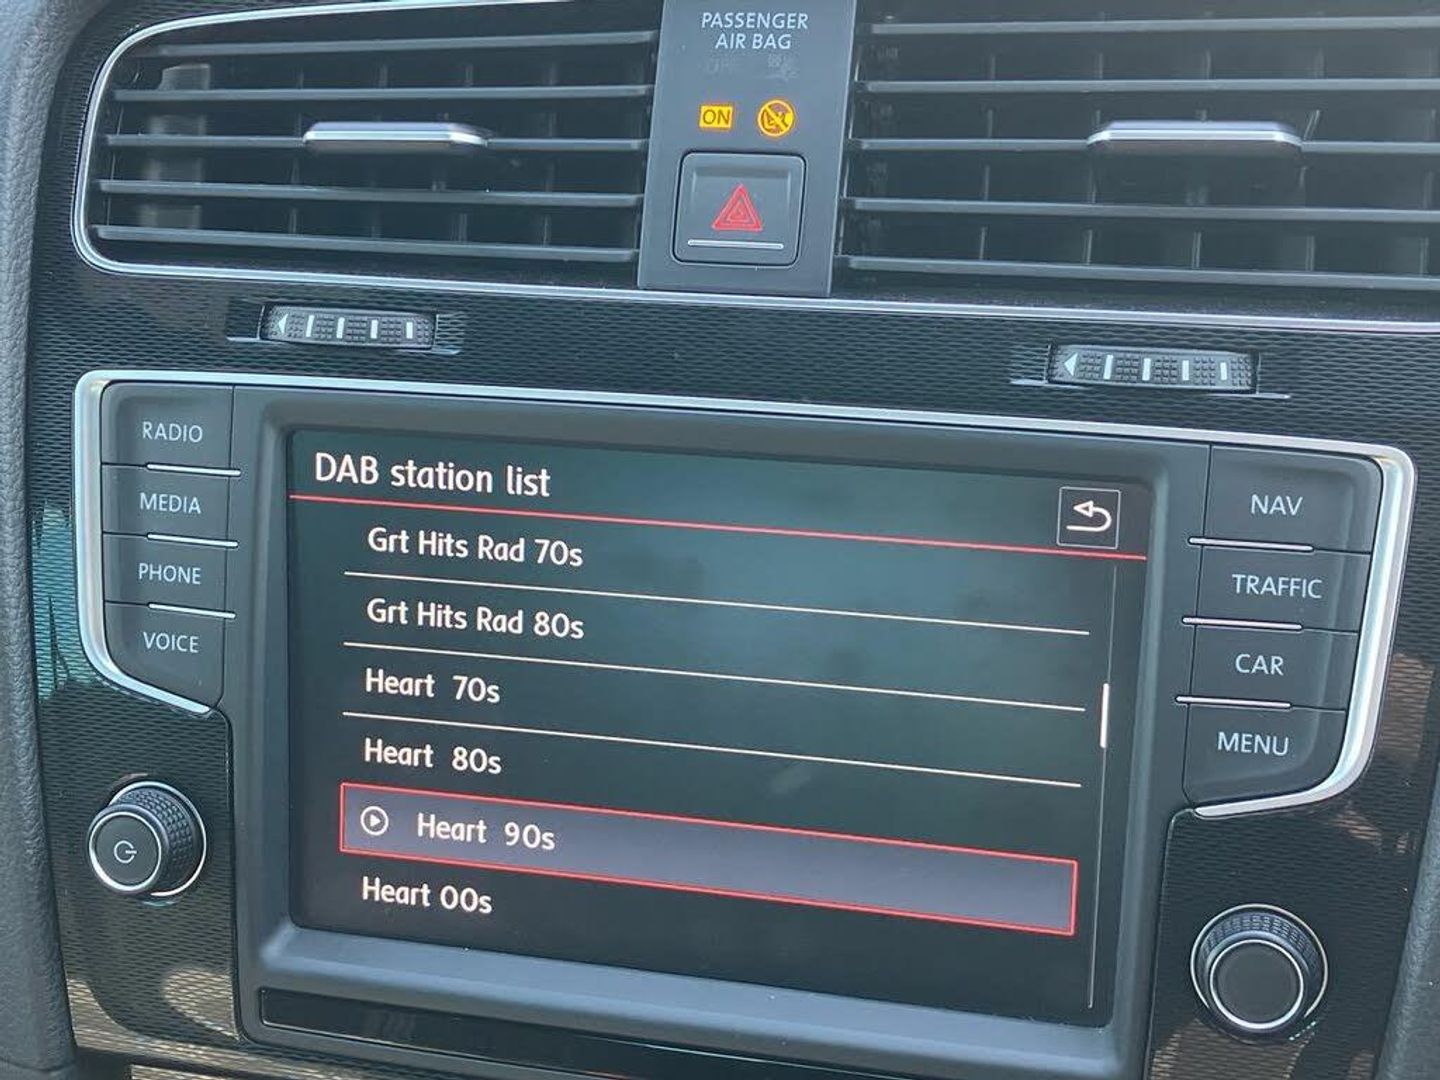 PASSENGER
AIR BAG
OFF
ON
RADIO
MEDIA
PHONE
VOICE
DAB station list
Grt Hits Rad 70s
Grt Hits Rad 80s
Heart 70s
Heart 80s
Heart 90s
Heart 00s
NAV
TRAFFIC
CAR
MENU